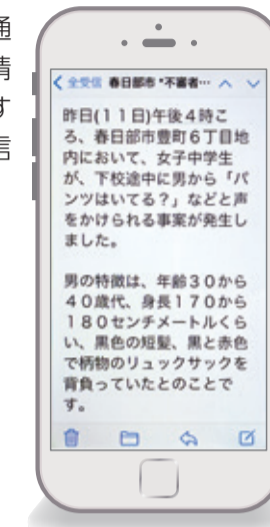 通
情
す
信
全受信 春日部市 *不審者…
昨日(11日)午後4時こ
ろ、春日部市豊町6丁目地
内において、女子中学生
が、下校途中に男から「パ
ンツはいてる?」などと声
をかけられる事案が発生し
ました。
男の特徴は、年齢30から
40歳代、身長170から
180センチメートルくら
い、黒色の短髪、黒と赤色
で柄物のリュックサックを
背負っていたとのことで
す。